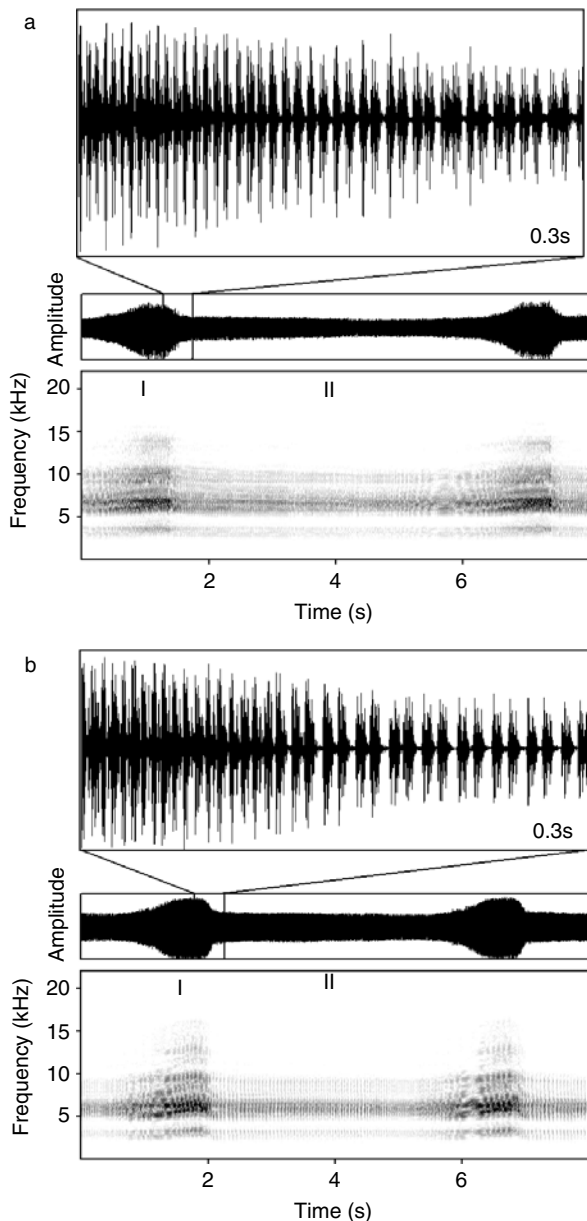 a
0.3s
Amplitude
I II
Frequency (kHz)
20
15
10
5
2 4 6
Time (s)
b
0.3s
Amplitude
I II
Frequency (kHz)
20
15
10
5
2 4 6
Time (s)